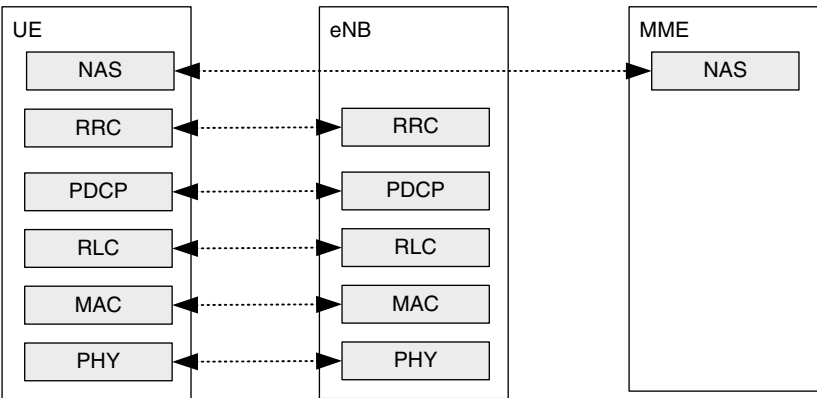 UE eNB MME
NAS NAS
RRC RRC
PDCP PDCP
RLC RLC
MAC MAC
PHY PHY